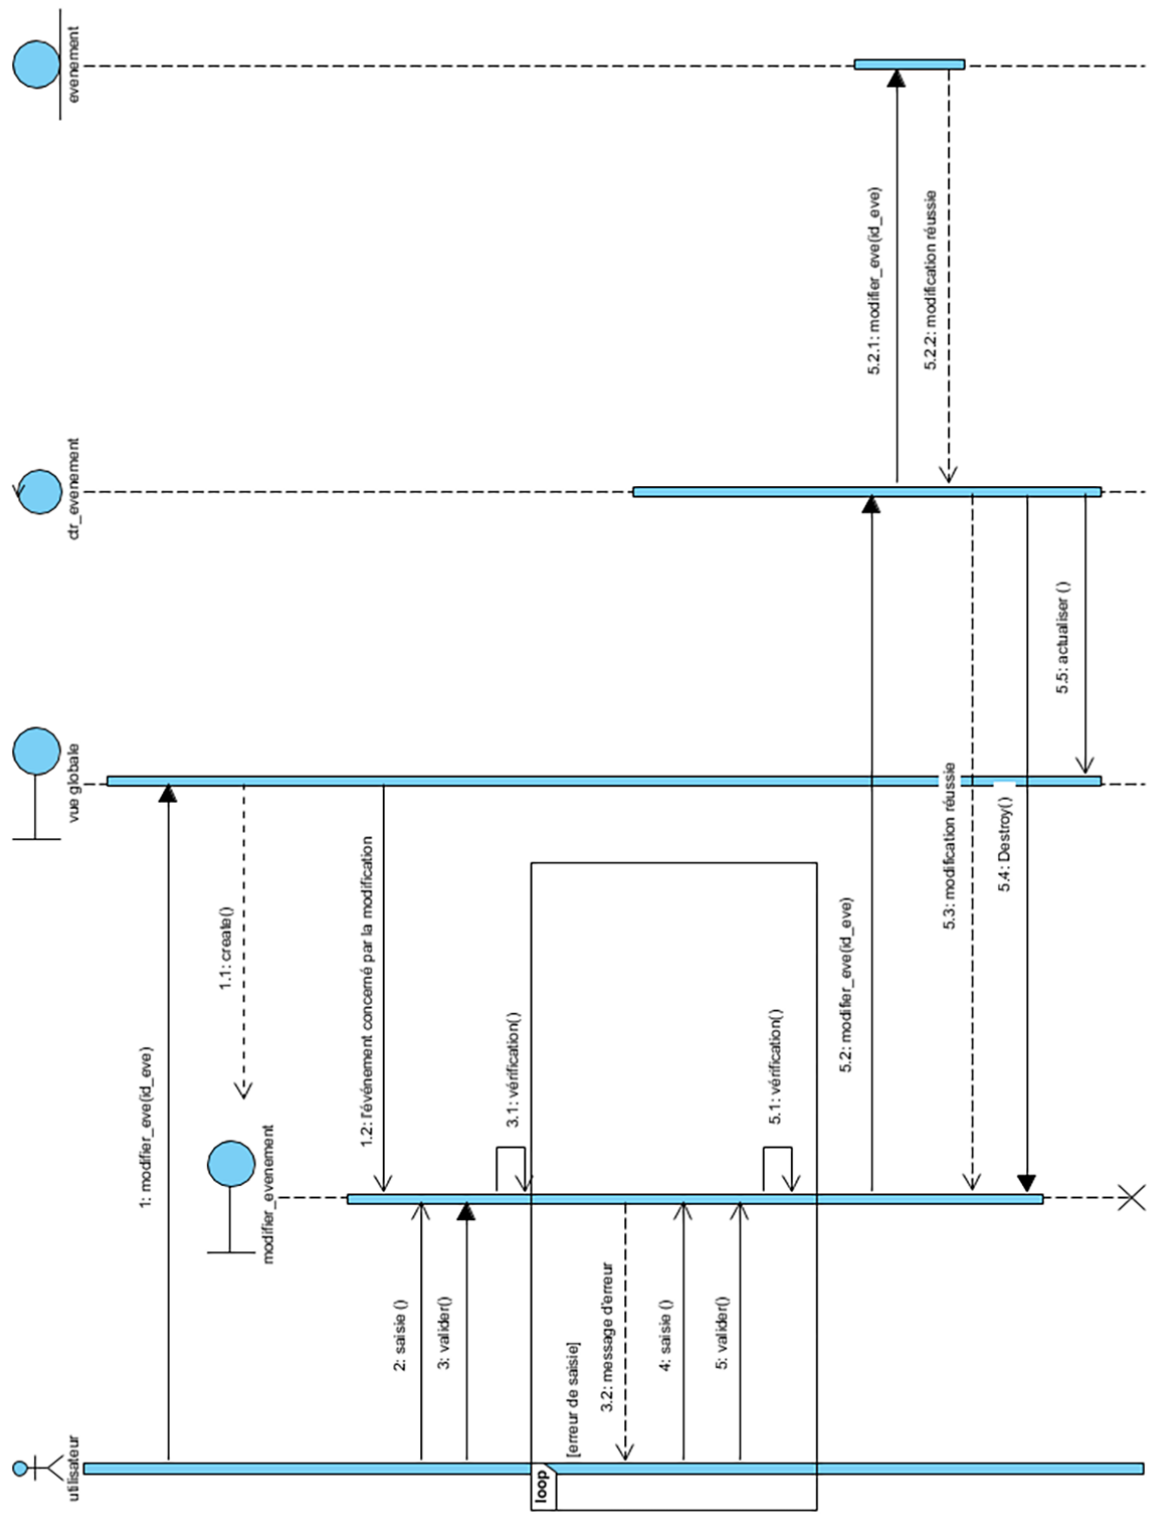 utilisateur
modifier_evenement
vue globale
ctr_evenement
evenement
1: modifier_eve(id_eve)
1.1: create()
1.2: l'événement concerné par la modification
2: saisie ()
3: valider()
3.1: vérification()
loop
[erreur de saisie]
3.2: message d'erreur
4: saisie ()
5: valider()
5.1: vérification()
5.2: modifier_eve(id_eve)
5.2.1: modifier_eve(id_eve)
5.2.2: modification réussie
5.3: modification réussie
5.4: Destroy()
5.5: actualiser ()